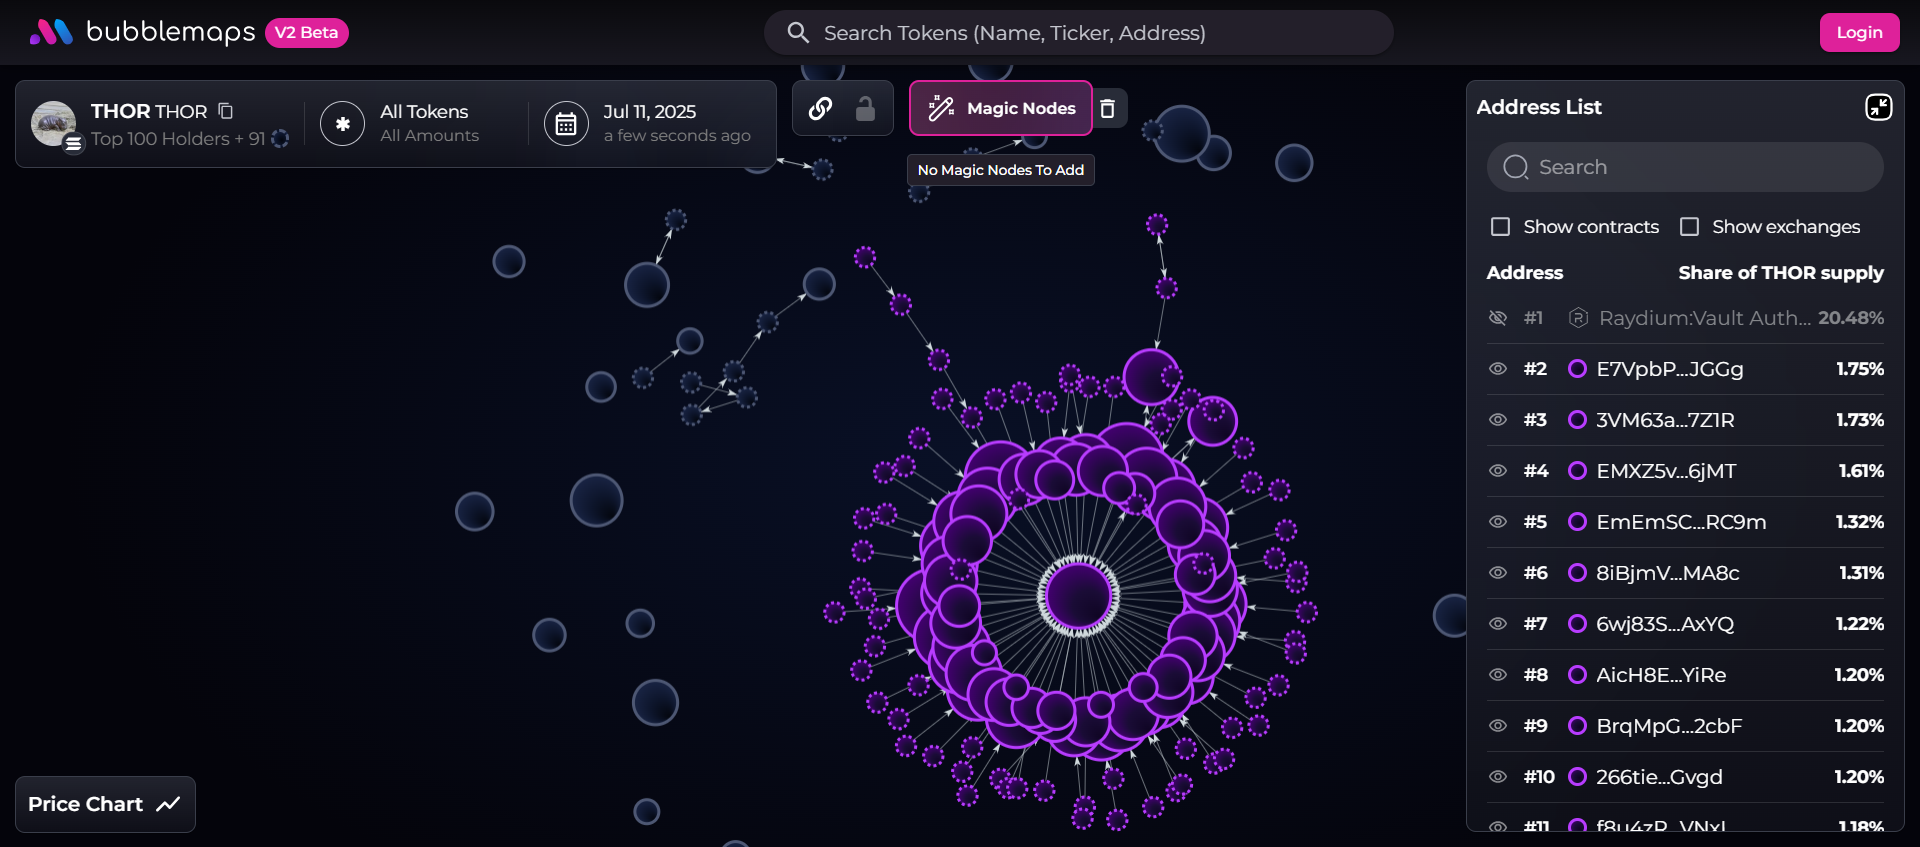 bubblemaps V2 Beta
Search Tokens (Name, Ticker, Address)
Login
THOR THOR
Top 100 Holders + 91
All Tokens
All Amounts
Jul 11, 2025
a few seconds ago
Magic Nodes
No Magic Nodes To Add
Address List
Search
Show contracts
Show exchanges
Address Share of THOR supply
#1 Raydium:Vault Auth... 20.48%
#2 E7VpbP...JGGg 1.75%
#3 3VM63a...7Z1R 1.73%
#4 EMXZ5v...6jMT 1.61%
#5 EmEmSC...RC9m 1.32%
#6 8iBjmV...MA8c 1.31%
#7 6wj83S...AxYQ 1.22%
#8 AicH8E...YiRe 1.20%
#9 BrqMpG...2cbF 1.20%
#10 266tie...Gvgd 1.20%
#11 1.18%
Price Chart